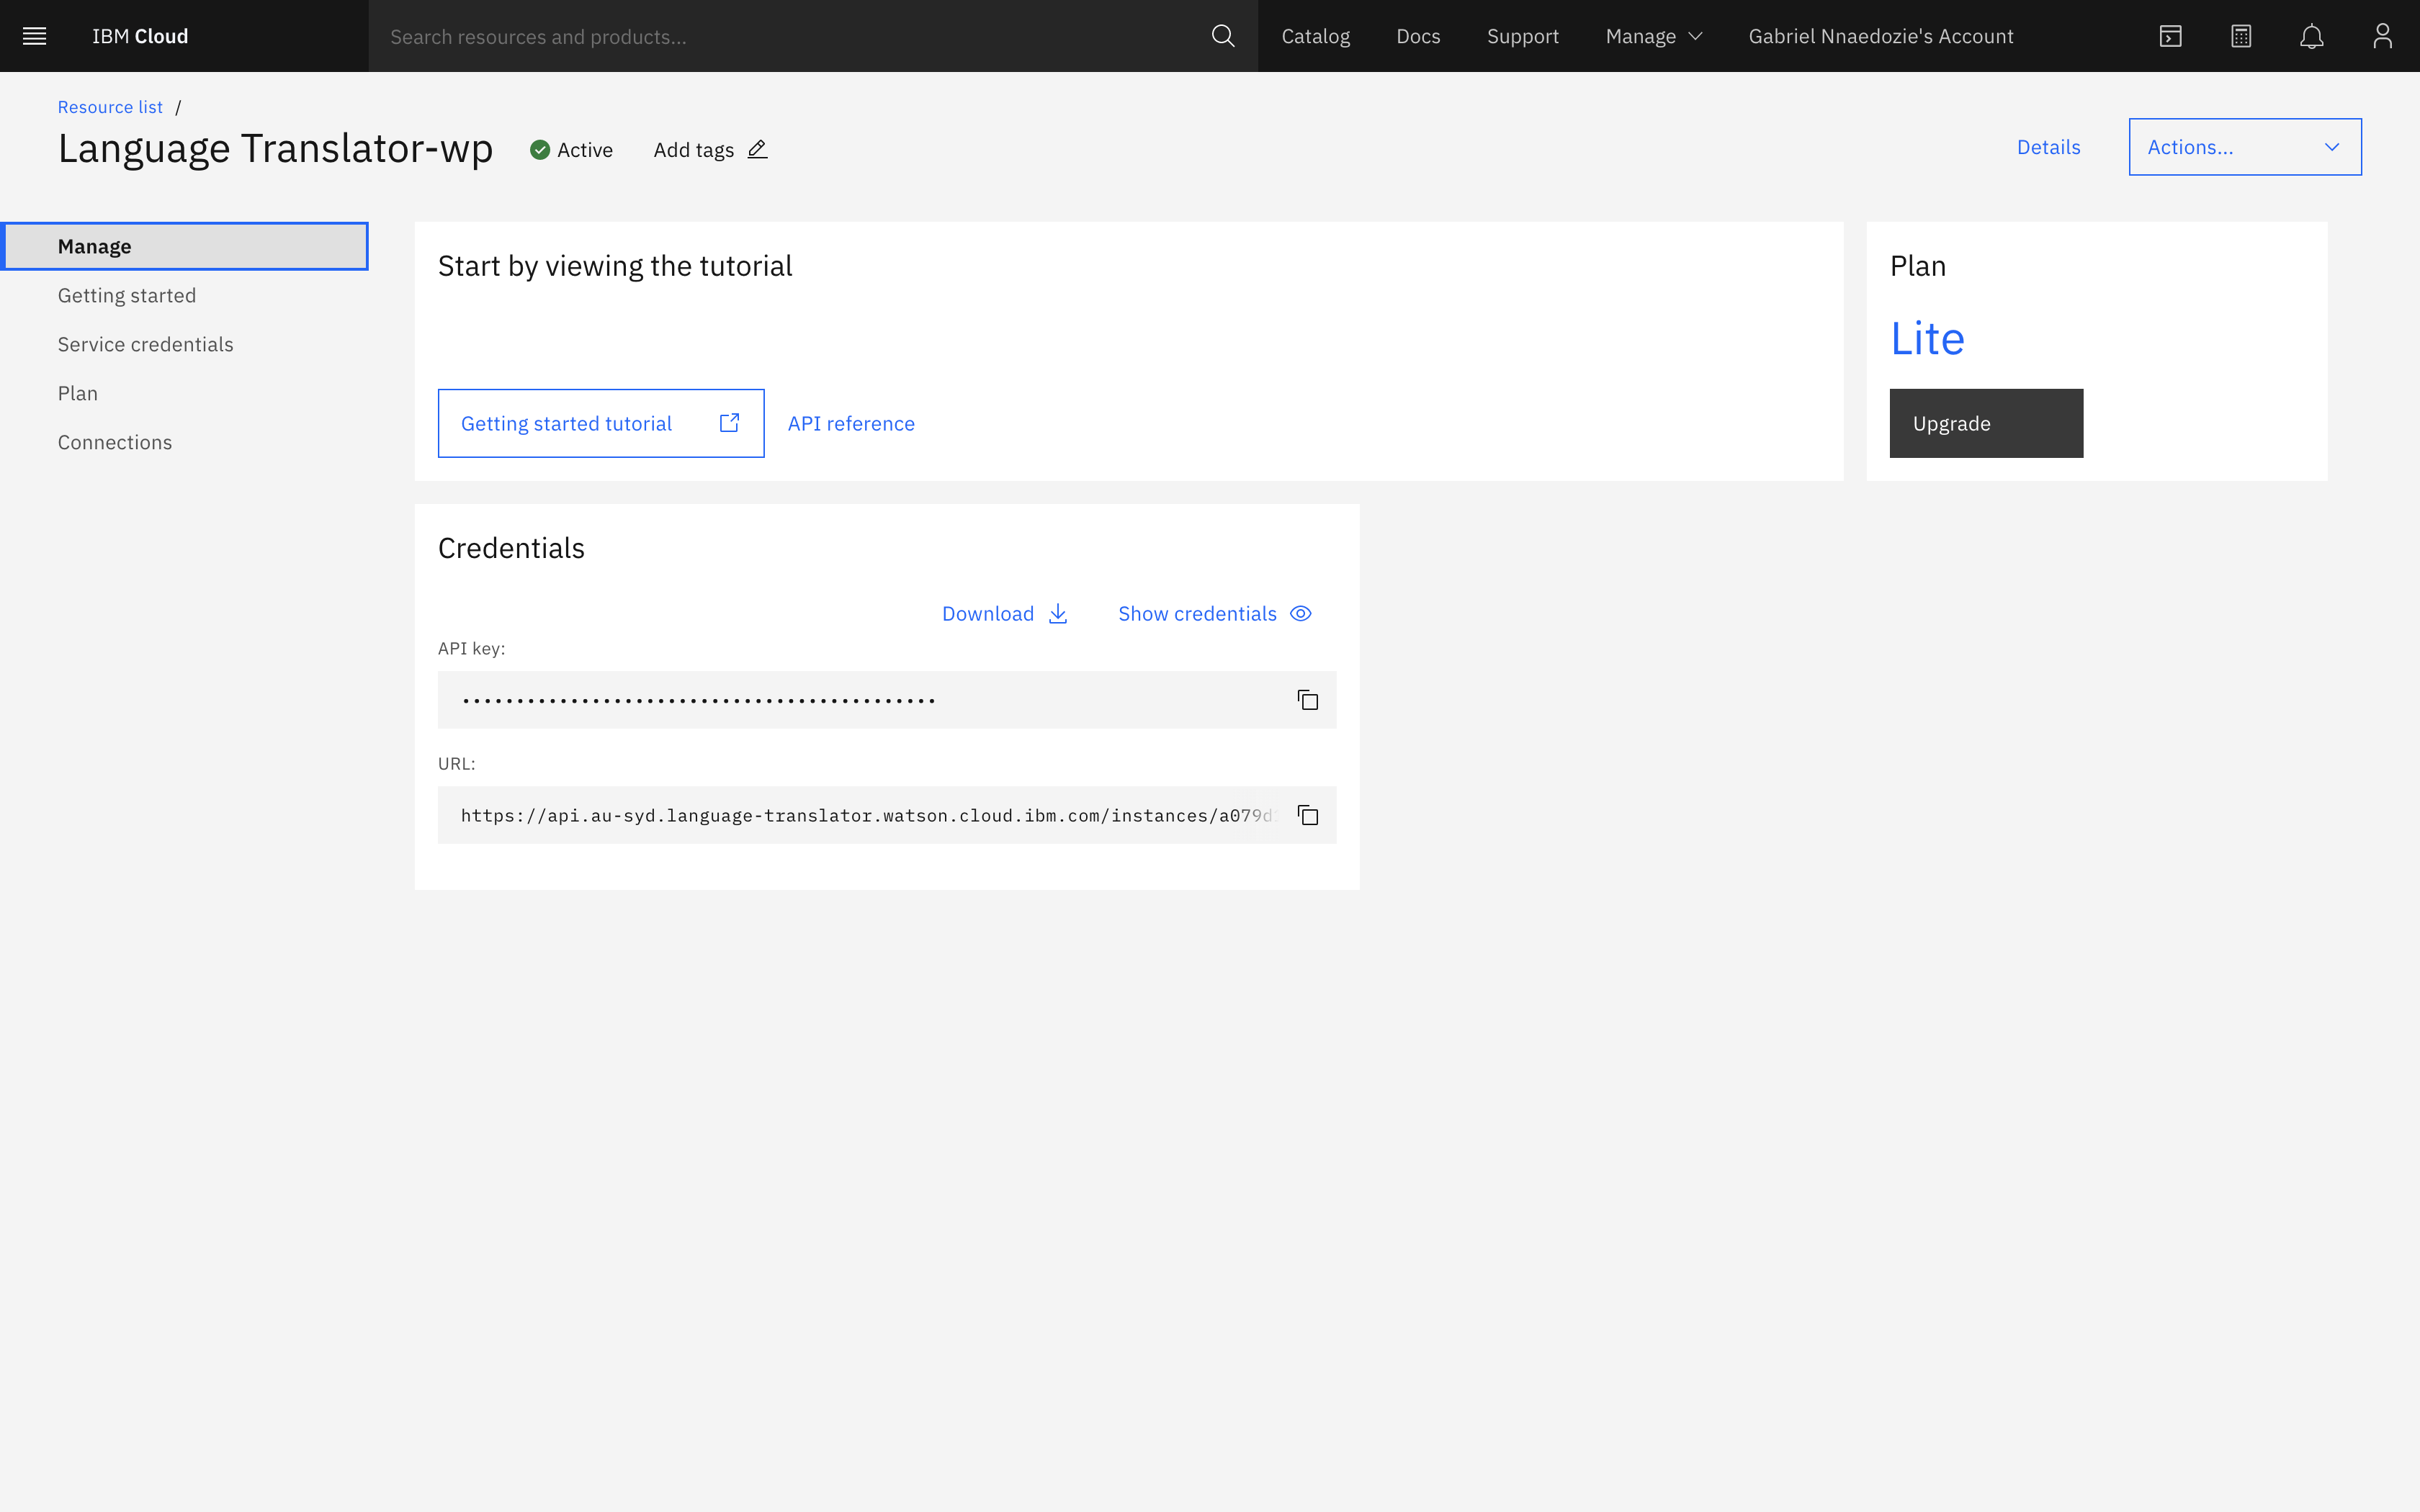 IBM Cloud
Search resources and products...
Catalog
Docs
Support
Manage
Gabriel Nnaedozie's Account
Resource list /
Language Translator-wp
Active
Add tags
Details
Actions...
Manage
Getting started
Service credentials
Plan
Connections
Start by viewing the tutorial
Getting started tutorial
API reference
Plan
Lite
Upgrade
Credentials
Download
Show credentials
API key:
••••••••••••••••••••••••••••••••••••••••••••
URL:
https://api.au-syd.language-translator.watson.cloud.ibm.com/instances/a079d